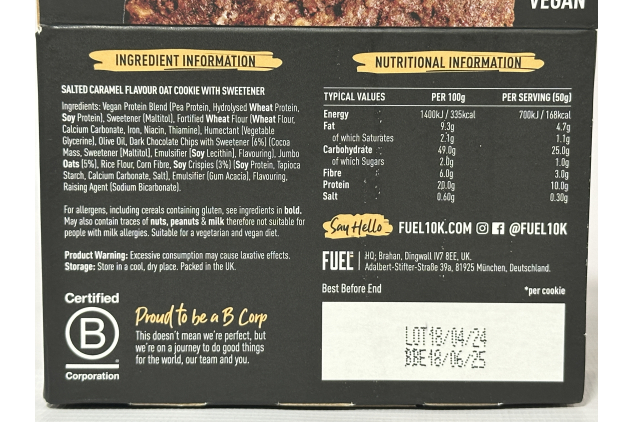 VEGAN
INGREDIENT INFORMATION
SALTED CARAMEL FLAVOUR OAT COOKIE WITH SWEETENER
Ingredients: Vegan Protein Blend (Pea Protein, Hydrolysed Wheat Protein,
Soy Protein), Sweetener (Maltitol), Fortified Wheat Flour (Wheat Flour,
Calcium Carbonate, Iron, Niacin, Thiamine), Humectant (Vegetable
Glycerine), Olive Oil, Dark Chocolate Chips with Sweetener (6%) (Cocoa
Mass, Sweetener (Maltitol), Emulsifier (Soy Lecithin), Flavouring), Jumbo
Oats (5%), Rice Flour, Corn Fibre, Soy Crispies (3%) (Soy Protein, Tapioca
Starch, Calcium Carbonate, Salt), Emulsifier (Gum Acacia), Flavouring,
Raising Agent (Sodium Bicarbonate).
For allergens, including cereals containing gluten, see ingredients in bold.
May also contain traces of nuts, peanuts & milk therefore not suitable for
people with milk allergies. Suitable for a vegetarian and vegan diet.
Product Warning: Excessive consumption may cause laxative effects.
Storage: Store in a cool, dry place. Packed in the UK.
Certified
B
Corporation
Proud to be a B Corp
This doesn't mean we're perfect, but
we're on a journey to do good things
for the world, our team and you.
NUTRITIONAL INFORMATION
TYPICAL VALUES PER 100g PER SERVING (50g)
Energy 1400kJ / 335kcal 700kJ / 168kcal
Fat 9.3g 4.7g
of which Saturates 2.1g 1.1g
Carbohydrate 49.0g 25.0g
of which Sugars 2.0g 1.0g
Fibre 6.0g 3.0g
Protein 20.0g 10.0g
Salt 0.60g 0.30g
Say Hello FUEL10K.COM @FUEL10K
FUEL10K HQ; Brahan, Dingwall IV7 8EE, UK.
Adalbert-Stifter-Straße 39a, 81925 München, Deutschland.
Best Before End *per cookie
LOT18/04/24
BBE18/06/25